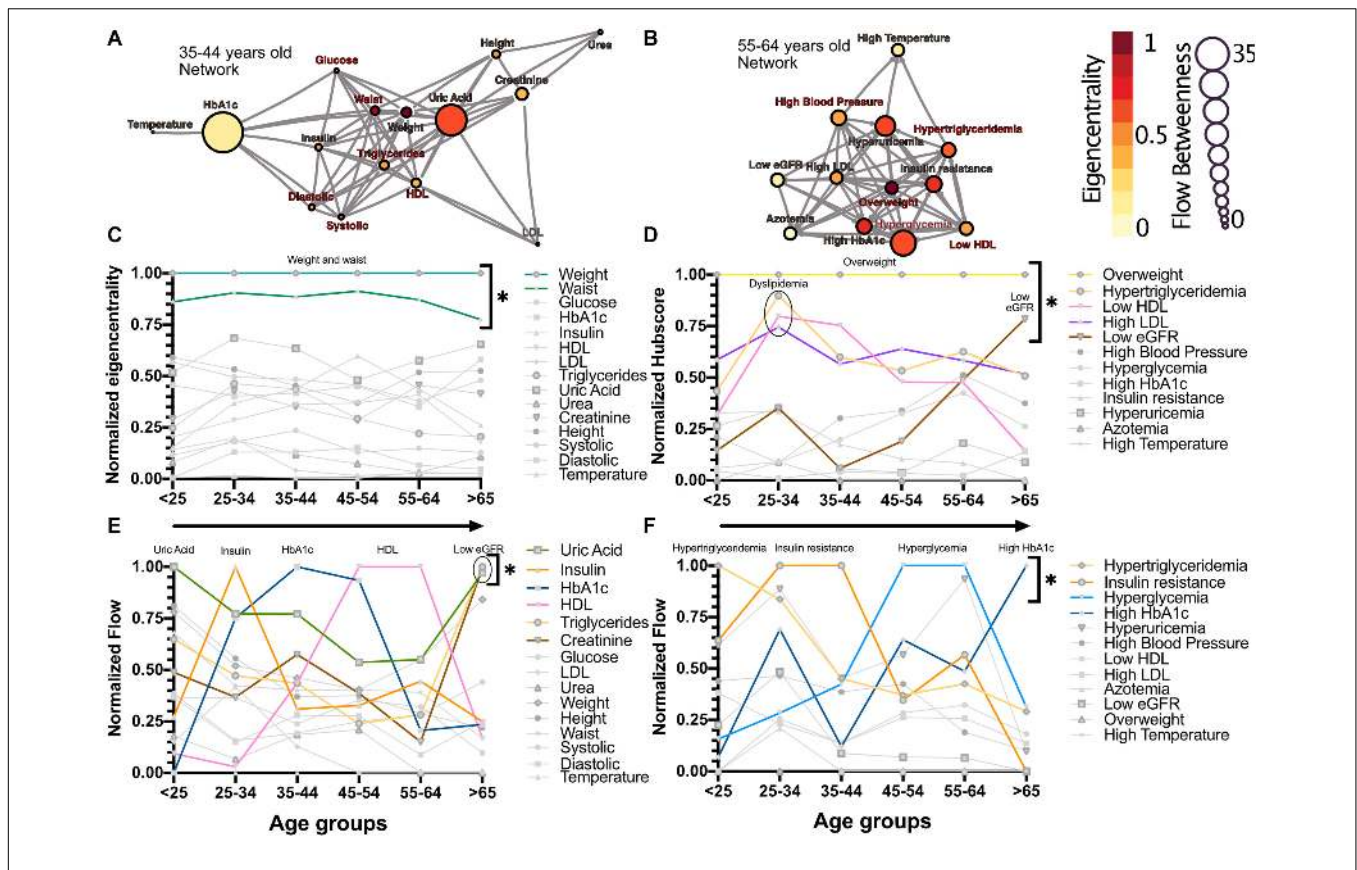 A
35-44 years old
Network
Glucose
Height
Urea
HbA1c
Creatinine
Waist
Uric Acid
Temperature
Weight
Insulin
Triglycerides
Diastolic
HDL
Systolic
LDL
B
55-64 years old
Network
High Temperature
High Blood Pressure
Hypertriglyceridemia
Hyperuricemia
Low eGFR
High LDL
Insulin resistance
Overweight
Azotemia
Hyperglycemia
High HbA1c
Low HDL
Eigencentrality
1
0.5
0
Flow Betweenness
35
0
C
Weight and waist
Normalized eigencentrality
1.00
0.75
0.50
0.25
0.00
<25
25-34
35-44
45-54
55-64
>65
*
Weight
Waist
Glucose
HbA1c
Insulin
HDL
LDL
Triglycerides
Uric Acid
Urea
Creatinine
Height
Systolic
Diastolic
Temperature
D
Overweight
Dyslipidemia
Low
eGFR
Normalized Hubscore
1.00
0.75
0.50
0.25
0.00
<25
25-34
35-44
45-54
55-64
>65
*
Overweight
Hypertriglyceridemia
Low HDL
High LDL
Low eGFR
High Blood Pressure
Hyperglycemia
High HbA1c
Insulin resistance
Hyperuricemia
Azotemia
High Temperature
E
Uric Acid
Insulin
HbA1c
HDL
Low eGFR
Normalized Flow
1.00
0.75
0.50
0.25
0.00
<25
25-34
35-44
45-54
55-64
>65
Age groups
*
Uric Acid
Insulin
HbA1c
HDL
Triglycerides
Creatinine
Glucose
LDL
Urea
Weight
Height
Waist
Systolic
Diastolic
Temperature
F
Hypertriglyceridemia
Insulin resistance
Hyperglycemia
High HbA1c
Normalized Flow
1.00
0.75
0.50
0.25
0.00
<25
25-34
35-44
45-54
55-64
>65
Age groups
*
Hypertriglyceridemia
Insulin resistance
Hyperglycemia
High HbA1c
Hyperuricemia
High Blood Pressure
Low HDL
High LDL
Azotemia
Low eGFR
Overweight
High Temperature